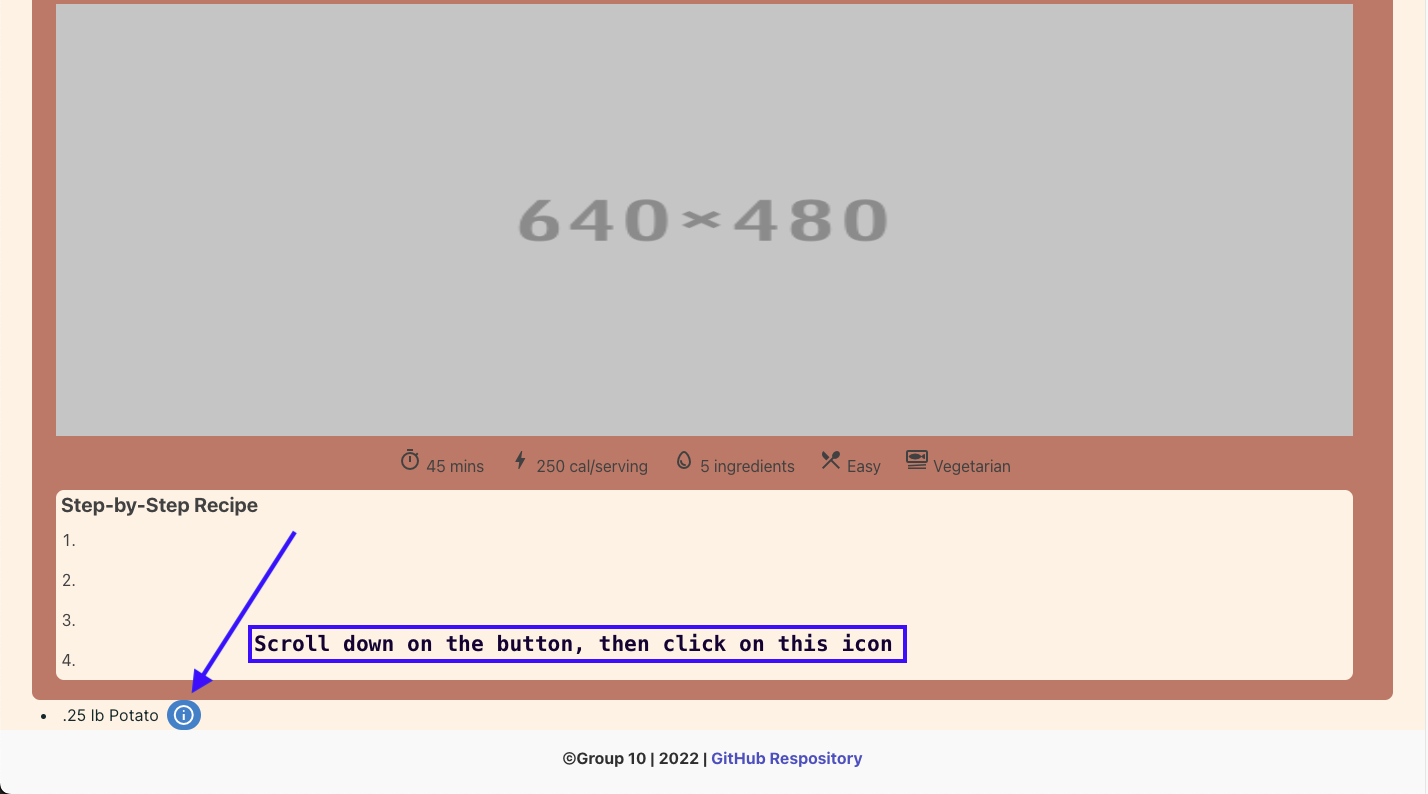 640×480
45 mins 250 cal/serving 5 ingredients Easy Vegetarian
Step-by-Step Recipe
1.
2.
3.
Scroll down on the button, then click on this icon
4.
• .25 lb Potato
©Group 10 | 2022 | GitHub Respository